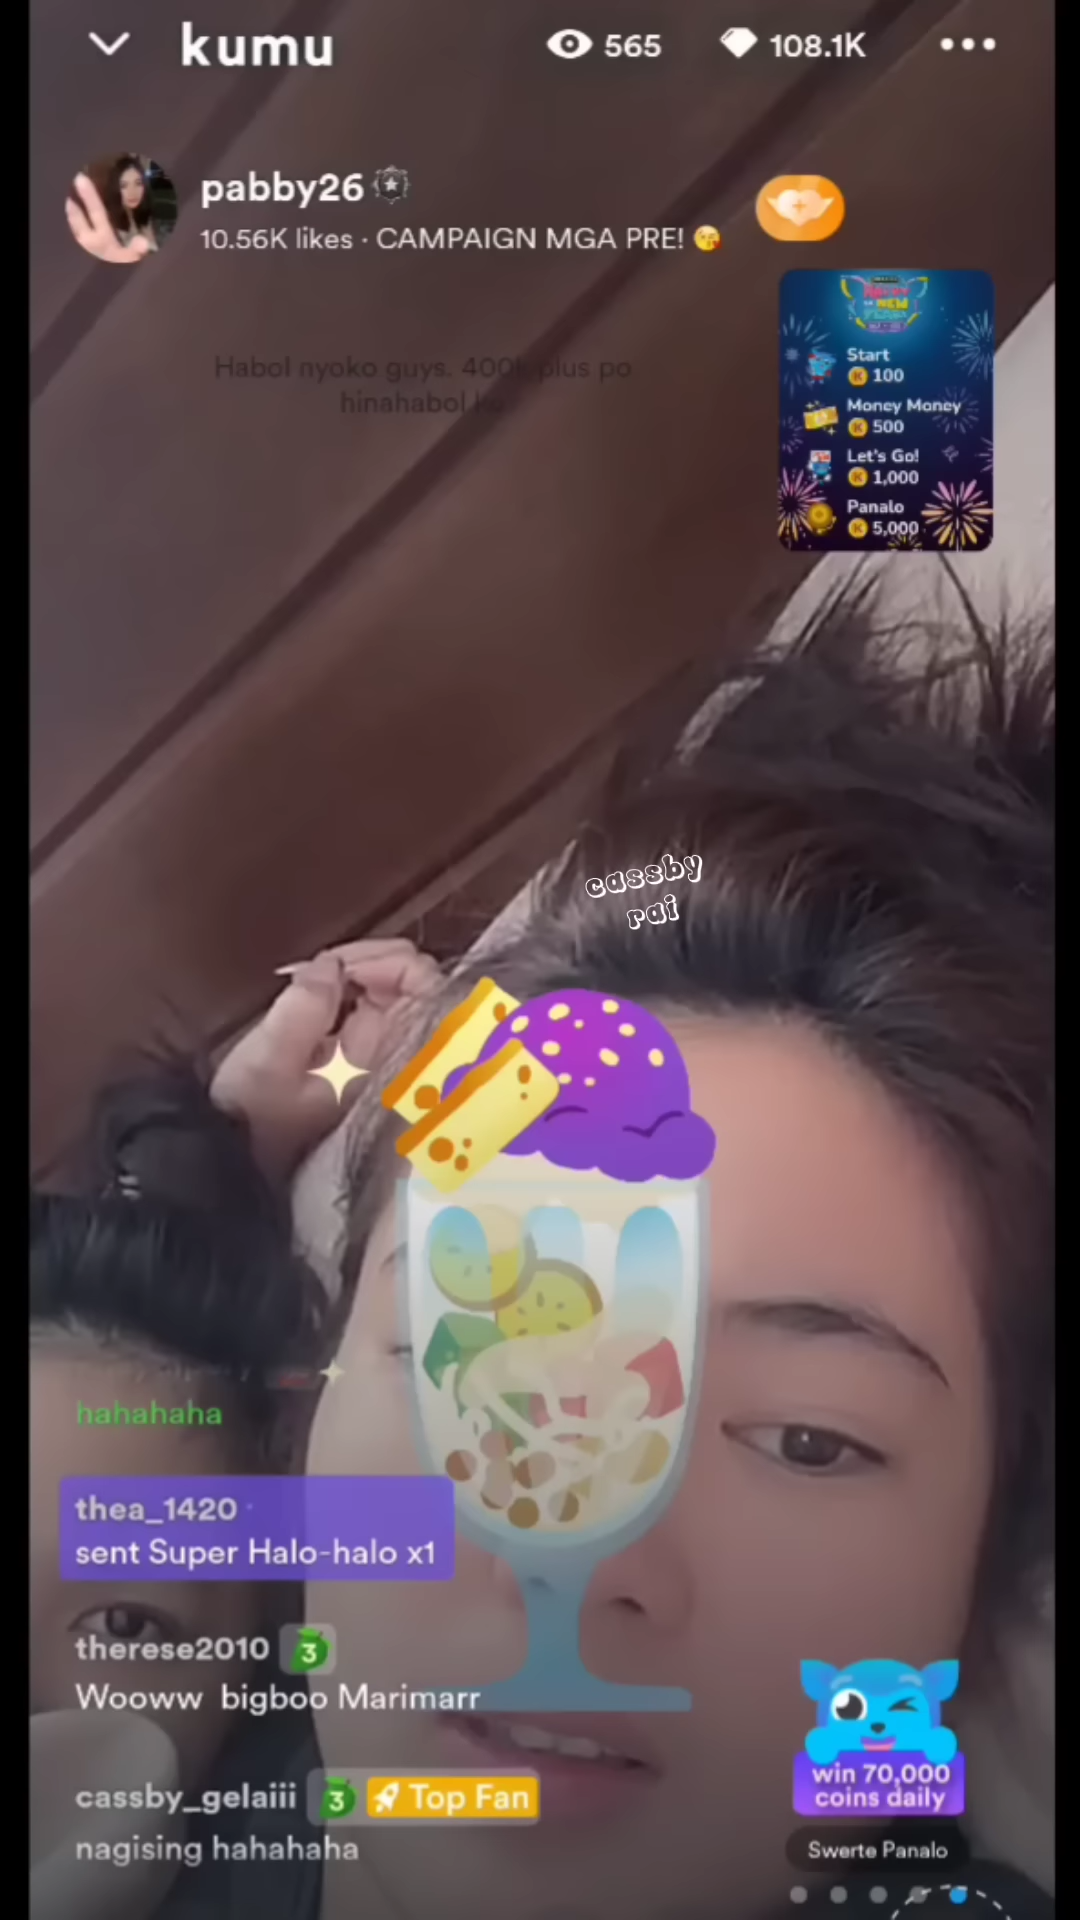 kumu
565
108.1K
pabby26
10.56K likes · CAMPAIGN MGA PRE! 😘
Habol nyoko guys. 400k plus po
hinahabol
Start
100
Money Money
500
Let's Go!
1,000
Panalo
5,000
cassby
rai
hahahaha
thea_1420
sent Super Halo-halo x1
therese2010 3
Wooww bigboo Marimarr
cassby_gelaiii 3 Top Fan
nagising hahahaha
win 70,000
coins daily
Swerte Panalo